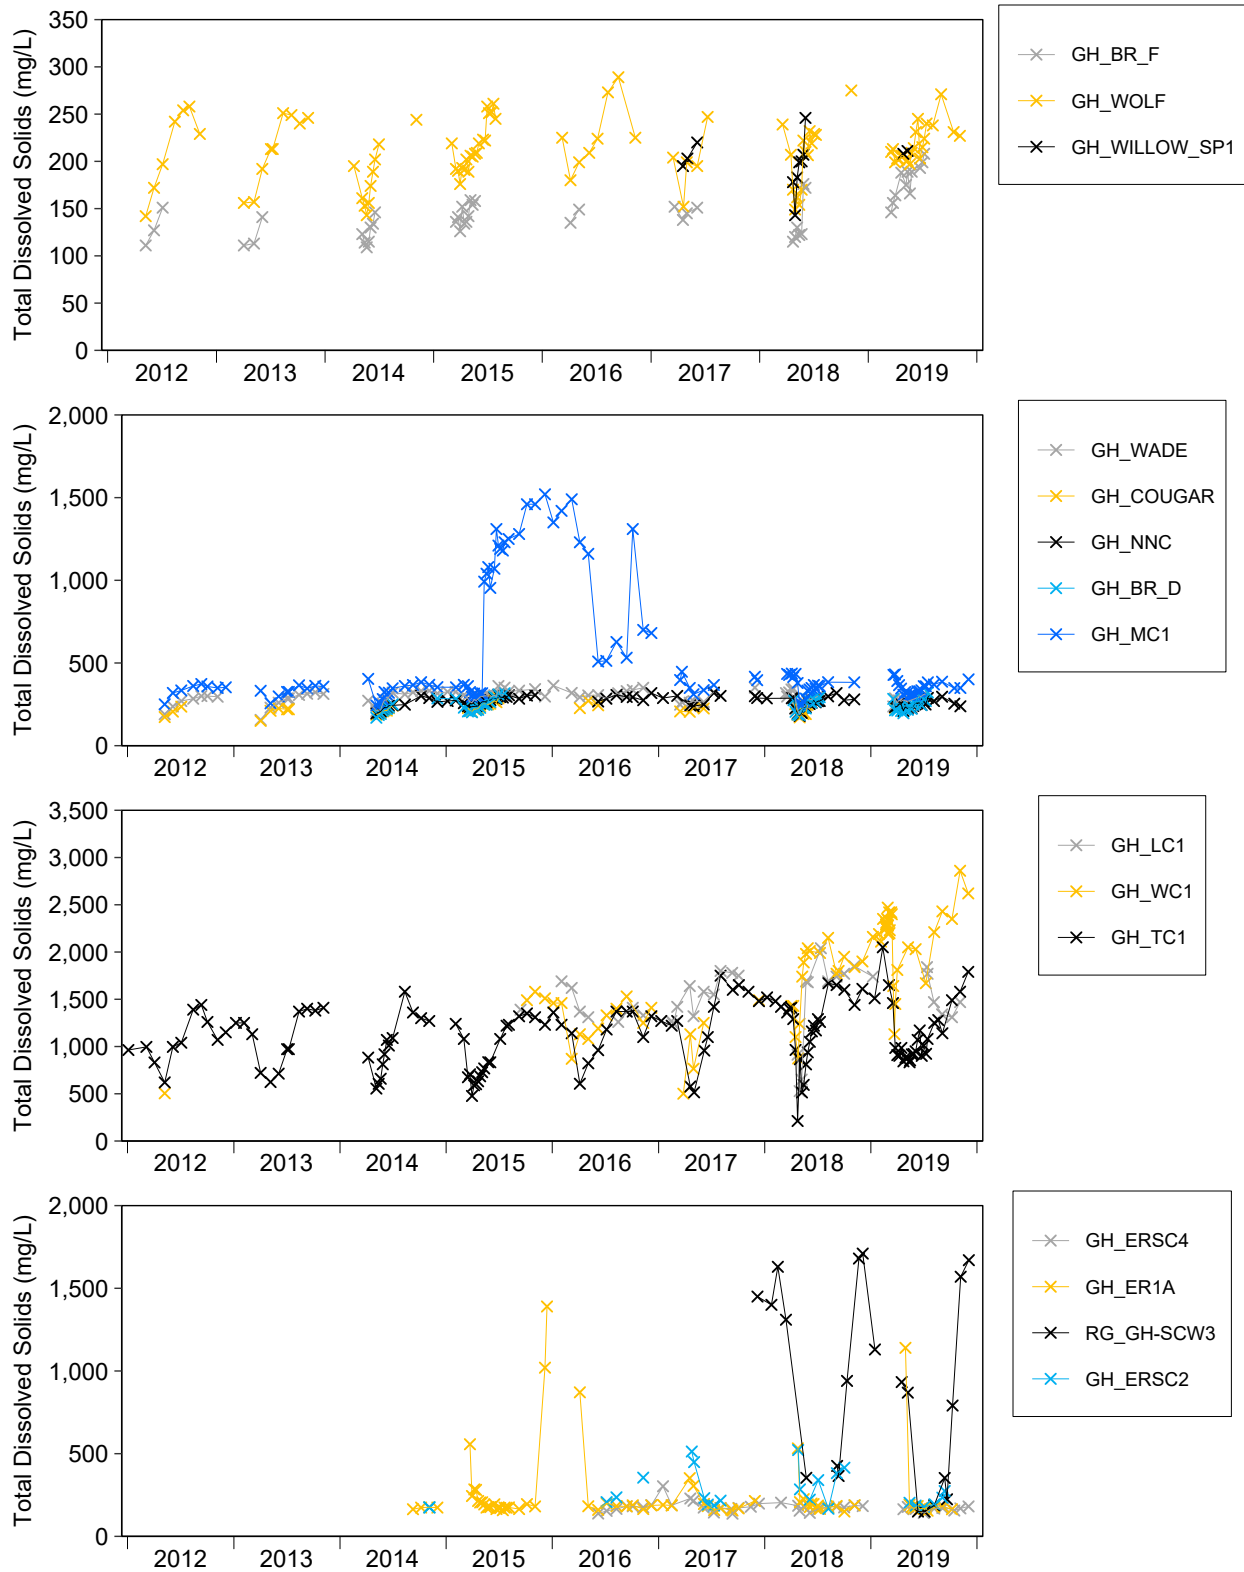 Total Dissolved Solids (mg/L)
350
300
250
200
150
100
50
0
2012 2013 2014 2015 2016 2017 2018 2019
GH_BR_F
GH_WOLF
GH_WILLOW_SP1
Total Dissolved Solids (mg/L)
2,000
1,500
1,000
500
0
2012 2013 2014 2015 2016 2017 2018 2019
GH_WADE
GH_COUGAR
GH_NNC
GH_BR_D
GH_MC1
Total Dissolved Solids (mg/L)
3,500
3,000
2,500
2,000
1,500
1,000
500
0
2012 2013 2014 2015 2016 2017 2018 2019
GH_LC1
GH_WC1
GH_TC1
Total Dissolved Solids (mg/L)
2,000
1,500
1,000
500
0
2012 2013 2014 2015 2016 2017 2018 2019
GH_ERSC4
GH_ER1A
RG_GH-SCW3
GH_ERSC2